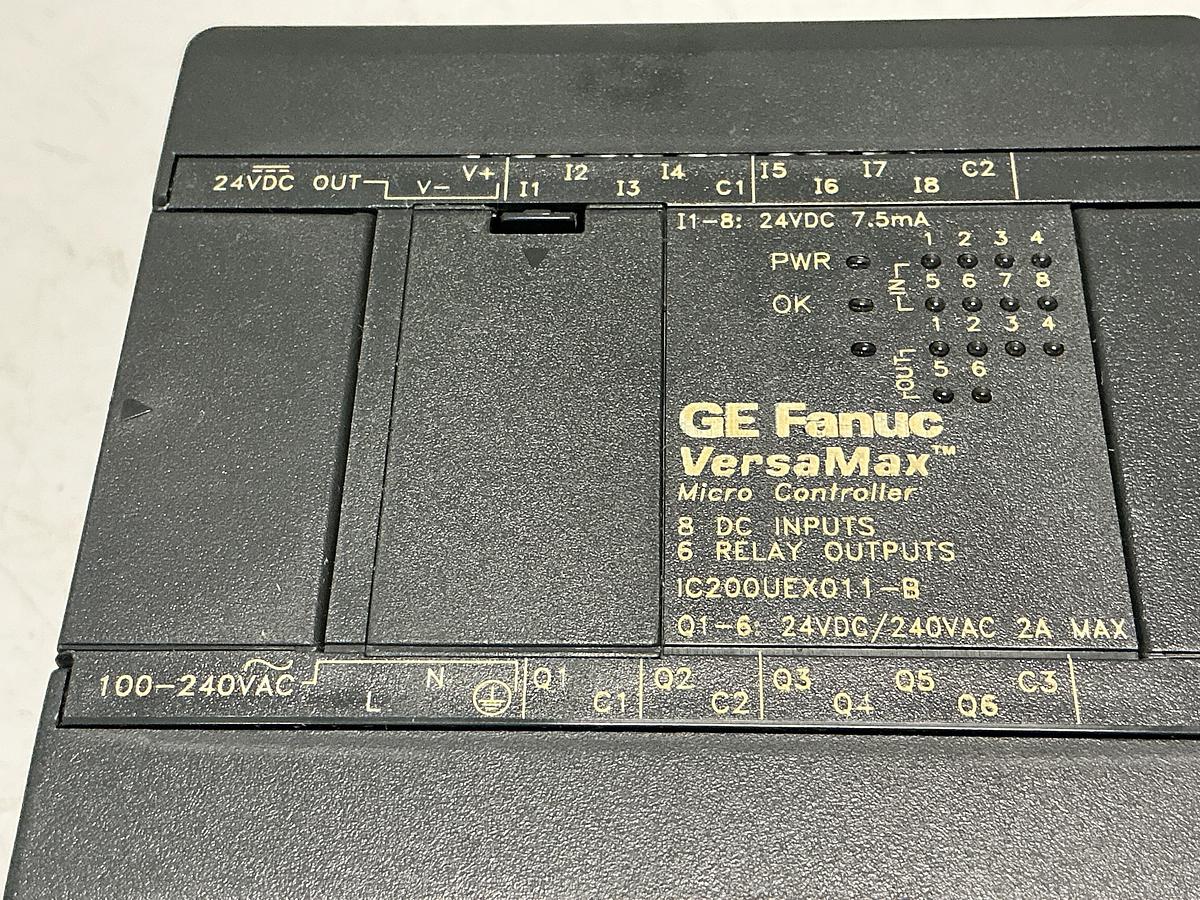 24VDC OUT V- V+ I1 I2 I3 I4 C1 I5 I6 I7 I8 C2
I1-8: 24VDC 7.5mA
1 2 3 4
PWR
IN
5 6 7 8
OK
1 2 3 4
OUT
5 6
GE Fanuc
VersaMax™
Micro Controller
8 DC INPUTS
6 RELAY OUTPUTS
IC200UEX011-B
Q1-6: 24VDC/240VAC 2A MAX
100-240VAC L N Q1 C1 Q2 C2 Q3 Q4 Q5 Q6 C3